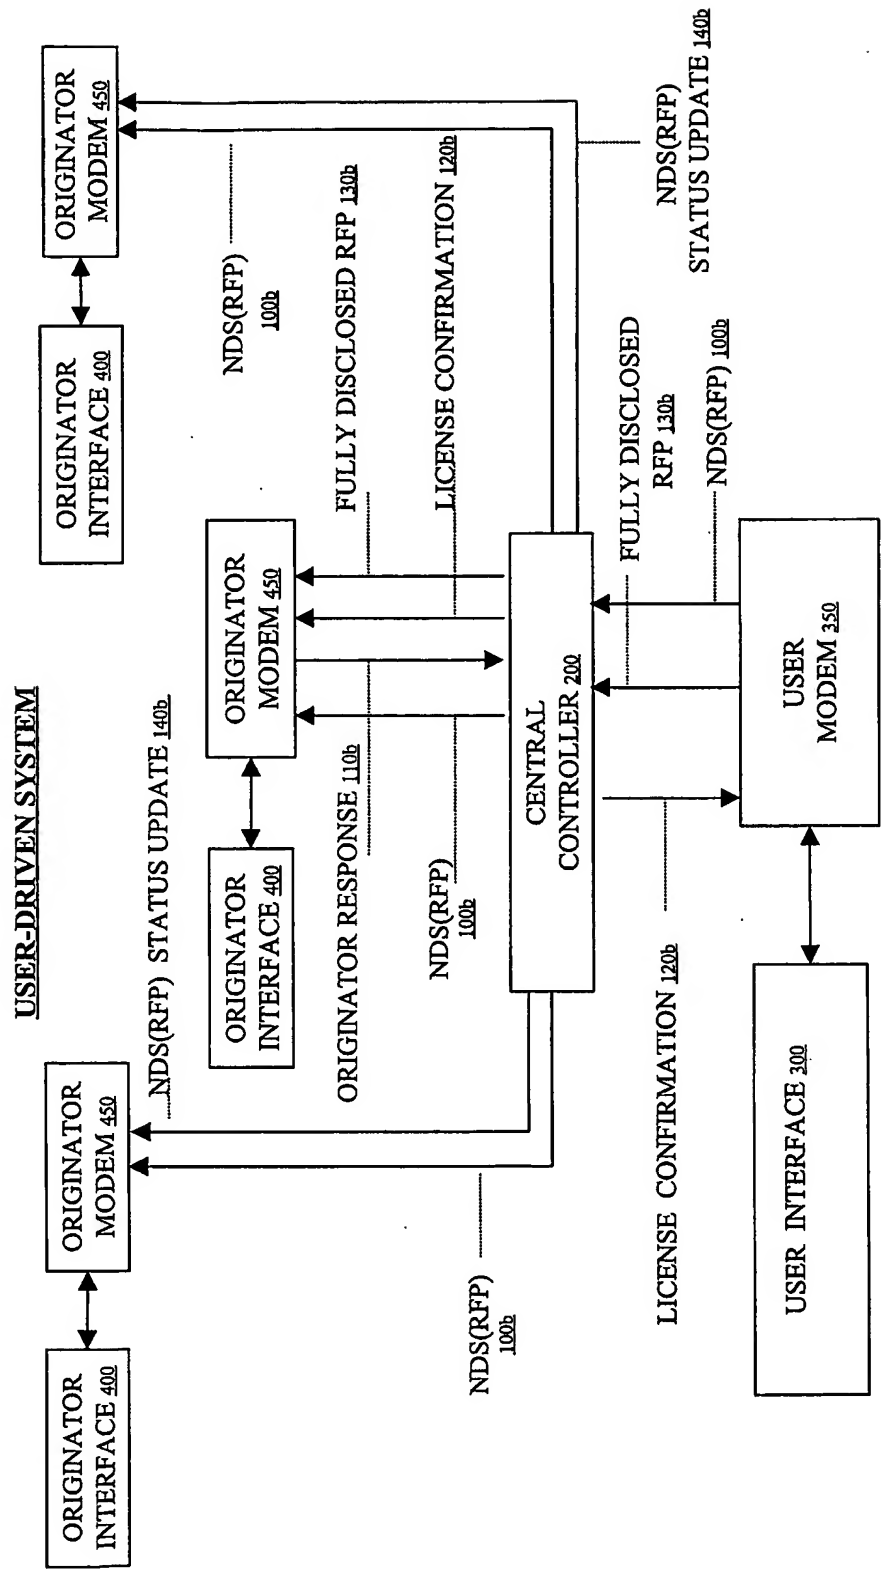 USER-DRIVEN SYSTEM
ORIGINATOR
INTERFACE 400
ORIGINATOR
MODEM 450
NDS(RFP) STATUS UPDATE 140b
NDS(RFP)
100b
ORIGINATOR
INTERFACE 400
ORIGINATOR
MODEM 450
ORIGINATOR RESPONSE 110b
NDS(RFP)
100b
FULLY DISCLOSED RFP 130b
LICENSE CONFIRMATION 120b
ORIGINATOR
INTERFACE 400
ORIGINATOR
MODEM 450
NDS(RFP)
100b
NDS(RFP)
STATUS UPDATE 140b
CENTRAL
CONTROLLER 200
LICENSE CONFIRMATION 120b
FULLY DISCLOSED
RFP 130b
NDS(RFP) 100b
USER INTERFACE 300
USER
MODEM 350